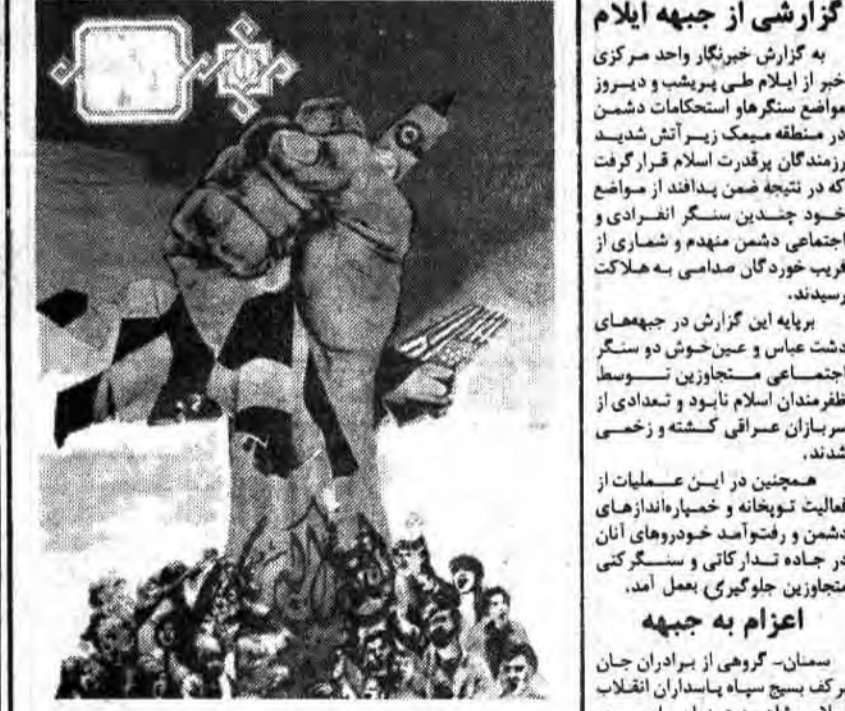 گزارشی از جبهه ایلام
به گزارش خبرنگار واحد مرکزی
خبر از ایلام طی پریشب و دیروز
مواضع سنگرهاو استحکامات دشمن
در منطقه میمک زیر آتش شدید
رزمندگان پرقدرت اسلام قرار گرفت
که در نتیجه ضمن پدافند از مواضع
خود چندین سنگر انفرادی و
اجتماعی دشمن منهدم و شماری از
فریب خوردگان صدامی به هلاکت
رسیدند.
برپایه این گزارش در جبهه‌های
دشت عباس و عین‌خوش دو سنگر
اجتماعی متجاوزین توسط
ظفرمندان اسلام نابود و تعدادی از
سربازان عراقی کشته و زخمی
شدند.
همچنین در این عملیات از
فعالیت توپخانه و خمپاره‌اندازهای
دشمن و رفت‌وآمد خودروهای آنان
در جاده تدارکاتی و سنگرکنی
متجاوزین جلوگیری بعمل آمد.
اعزام به جبهه
سمنان- گروهی از برادران جان
بر کف بسیج سپاه پاسداران انقلاب